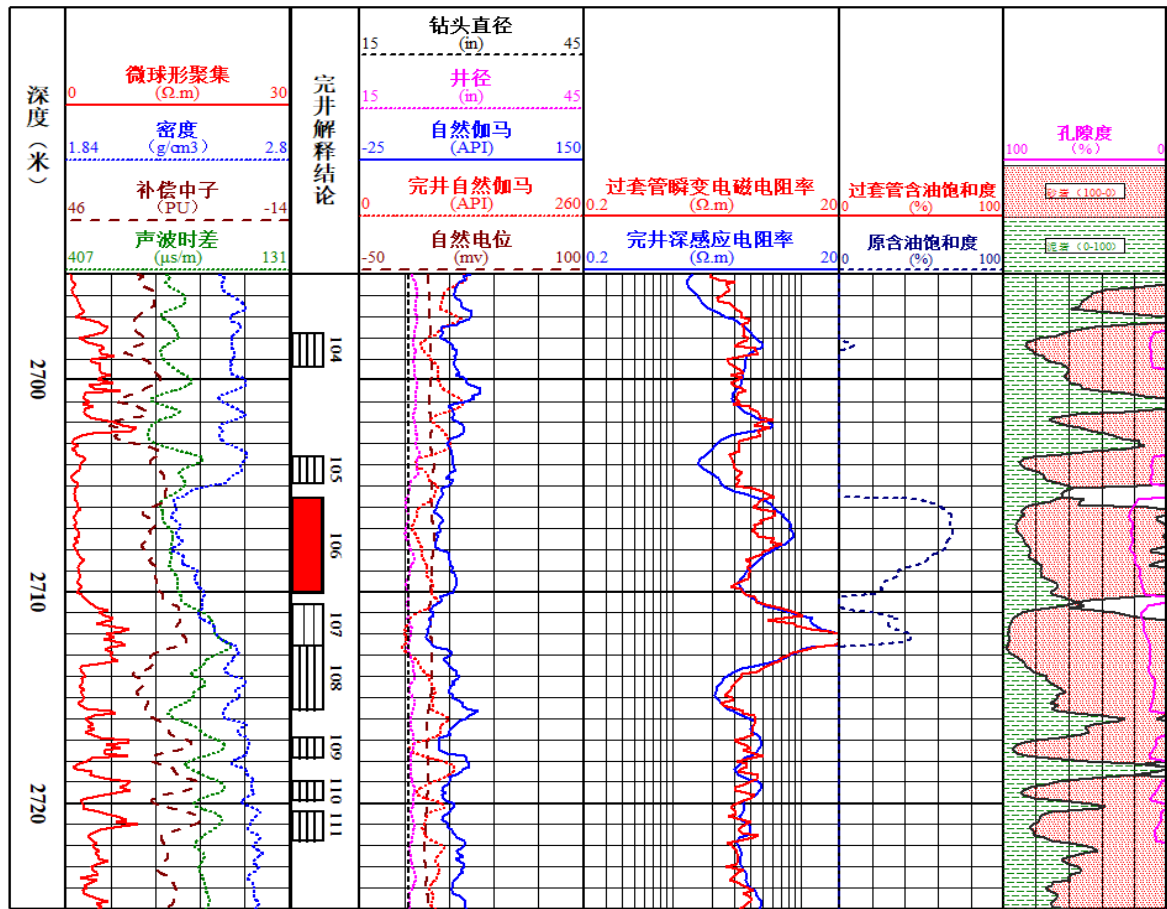 深度（米）
微球形聚集
0 (Ω.m) 30
密度
1.84 (g/cm3) 2.8
补偿中子
46 (PU) -14
声波时差
407 (μs/m) 131
完井解释结论
钻头直径
15 (in) 45
井径
15 (in) 45
自然伽马
-25 (API) 150
完井自然伽马
0 (API) 260
自然电位
-50 (mv) 100
过套管瞬变电磁电阻率
0.2 (Ω.m) 20
完井深感应电阻率
0.2 (Ω.m) 20
过套管含油饱和度
0 (%) 100
原含油饱和度
0 (%) 100
孔隙度
100 (%) 0
砂岩（100-0）
泥岩（0-100）
2700
2710
2720
104
105
106
107
108
109
110
111